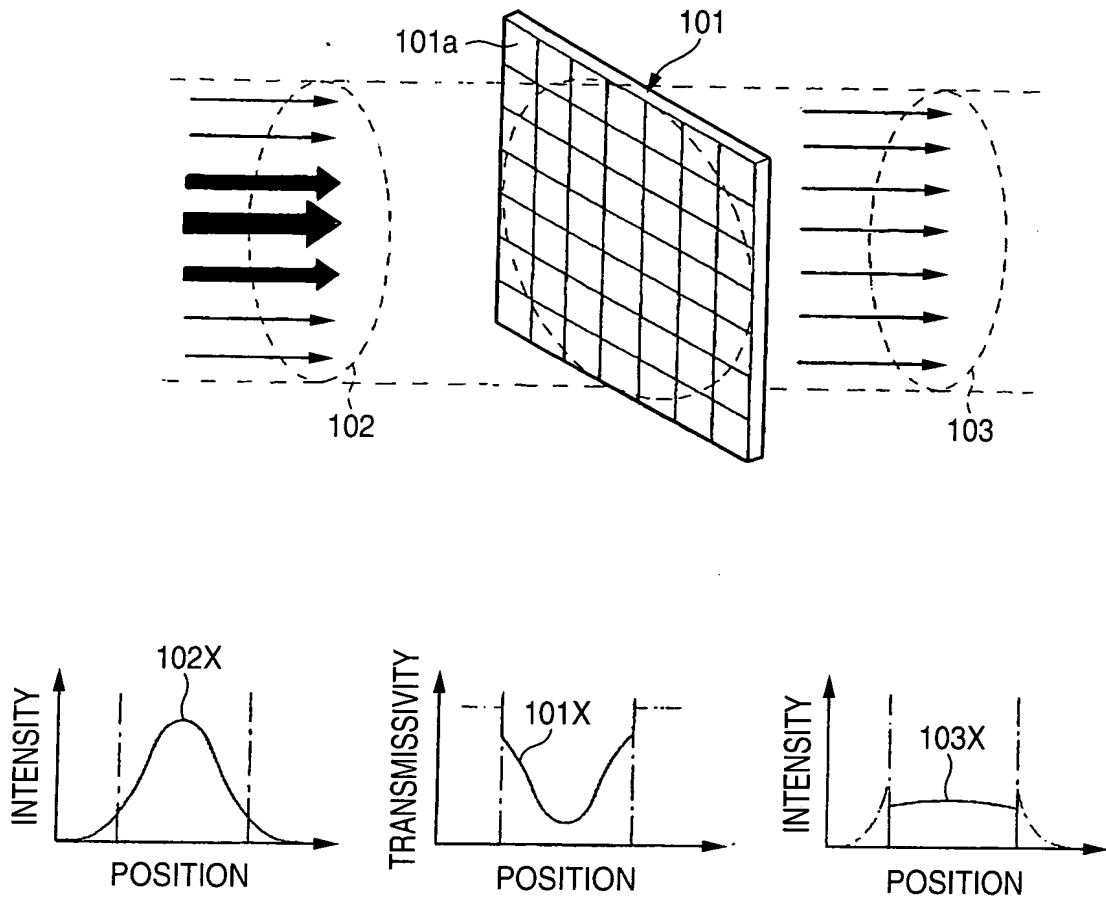 101a
101
102
103
102X
INTENSITY
POSITION
101X
TRANSMISSIVITY
POSITION
103X
INTENSITY
POSITION